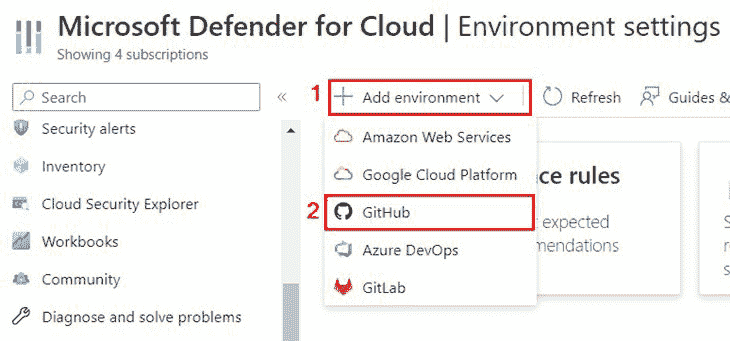 Microsoft Defender for Cloud | Environment settings
Showing 4 subscriptions
Search
«
1
Add environment
Refresh
Guides &
Security alerts
Inventory
Cloud Security Explorer
Workbooks
Community
Diagnose and solve problems
Amazon Web Services
Google Cloud Platform
2
GitHub
Azure DevOps
GitLab
ce rules
expected
mendations